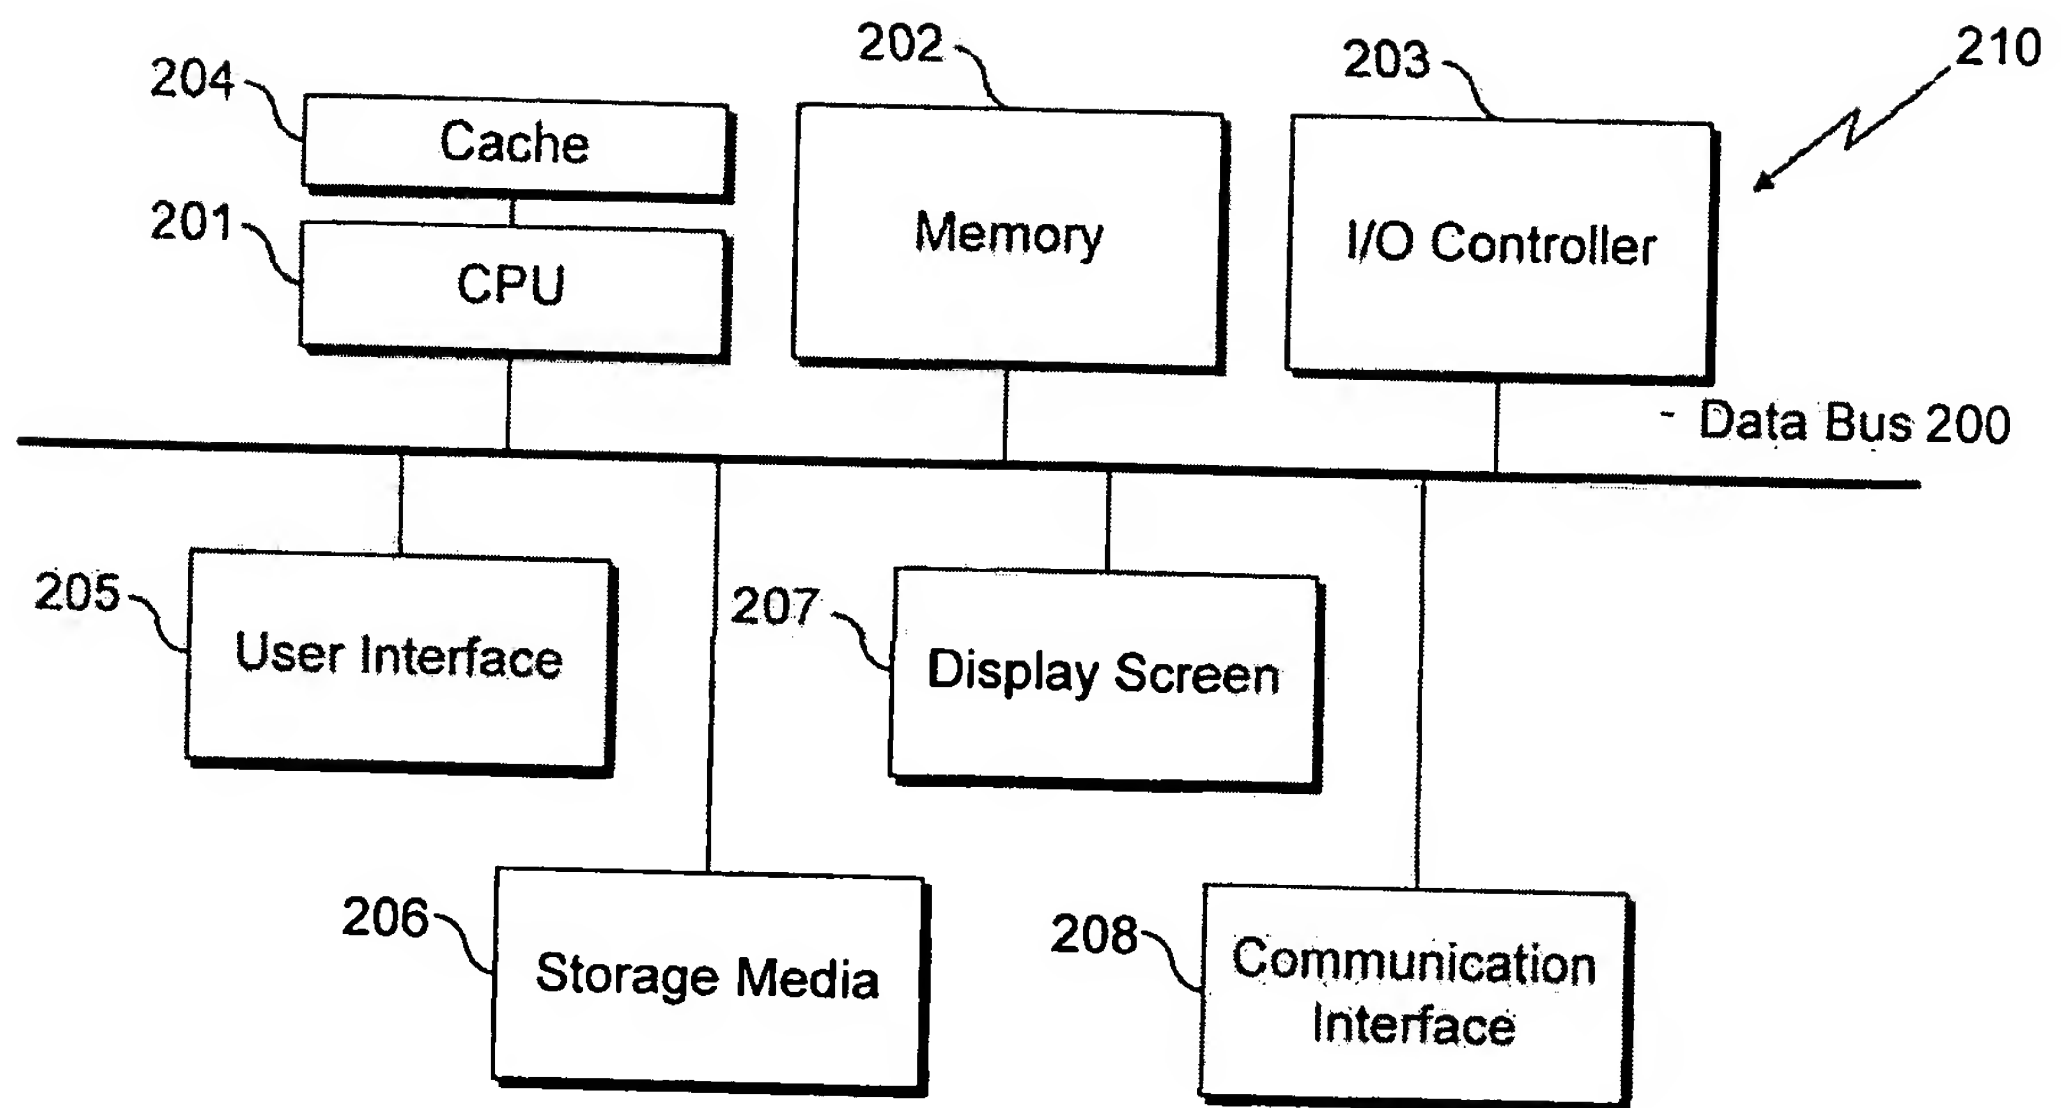 204
Cache
202
203
210
201
CPU
Memory
I/O Controller
Data Bus 200
205
User Interface
207
Display Screen
206
Storage Media
208
Communication
Interface